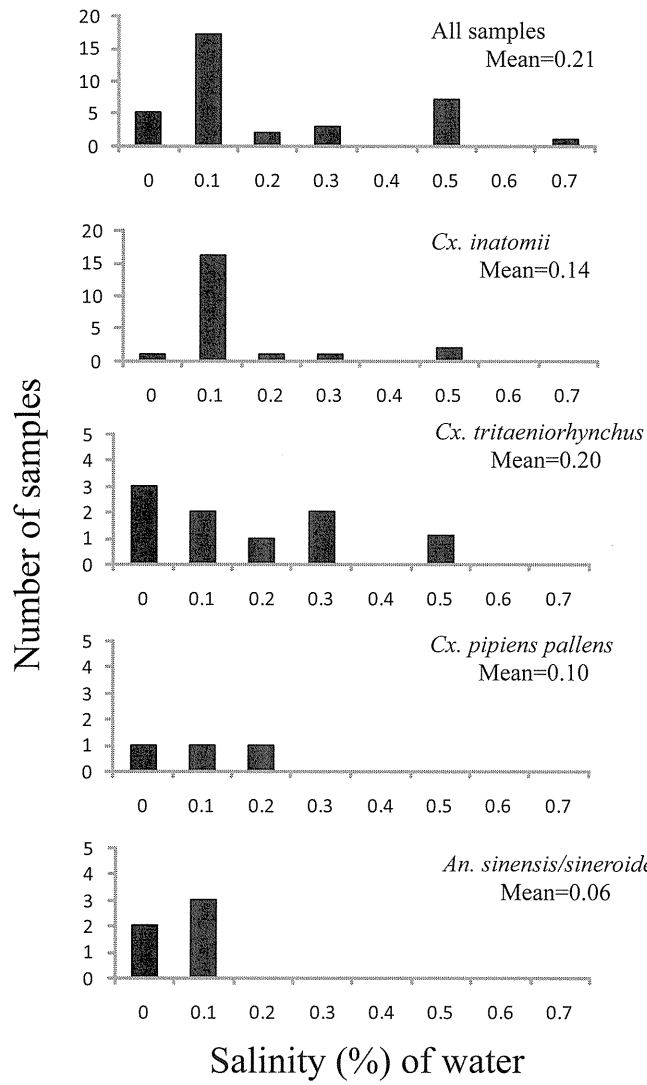 20
All samples
15
Mean=0.21
10
5
0
0 0.1 0.2 0.3 0.4 0.5 0.6 0.7
20
Cx. inatomii
15
Mean=0.14
10
5
0
0 0.1 0.2 0.3 0.4 0.5 0.6 0.7
Number of samples
5
Cx. tritaeniorhynchus
4
Mean=0.20
3
2
1
0
0 0.1 0.2 0.3 0.4 0.5 0.6 0.7
5
Cx. pipiens pallens
4
Mean=0.10
3
2
1
0
0 0.1 0.2 0.3 0.4 0.5 0.6 0.7
5
An. sinensis/sineroide
4
Mean=0.06
3
2
1
0
0 0.1 0.2 0.3 0.4 0.5 0.6 0.7
Salinity (%) of water